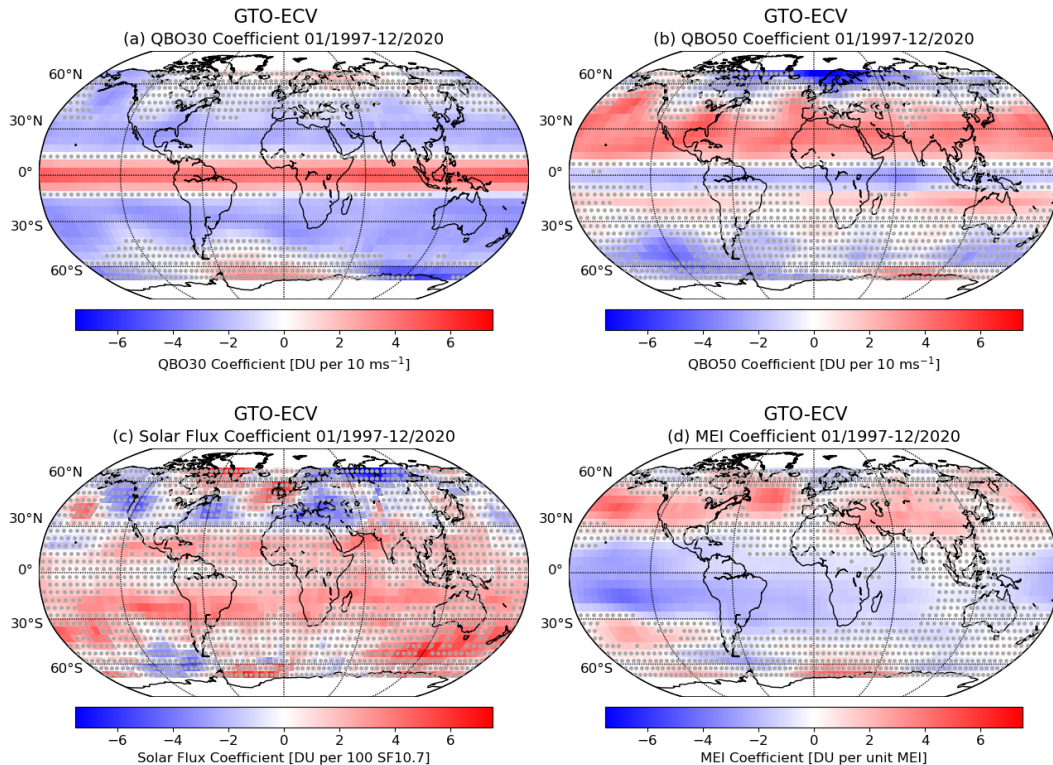 GTO-ECV
(a) QBO30 Coefficient 01/1997-12/2020
60°N
30°N
0°
30°S
60°S
−6 −4 −2 0 2 4 6
QBO30 Coefficient [DU per 10 ms⁻¹]
GTO-ECV
(b) QBO50 Coefficient 01/1997-12/2020
60°N
30°N
0°
30°S
60°S
−6 −4 −2 0 2 4 6
QBO50 Coefficient [DU per 10 ms⁻¹]
GTO-ECV
(c) Solar Flux Coefficient 01/1997-12/2020
60°N
30°N
0°
30°S
60°S
−6 −4 −2 0 2 4 6
Solar Flux Coefficient [DU per 100 SF10.7]
GTO-ECV
(d) MEI Coefficient 01/1997-12/2020
60°N
30°N
0°
30°S
60°S
−6 −4 −2 0 2 4 6
MEI Coefficient [DU per unit MEI]